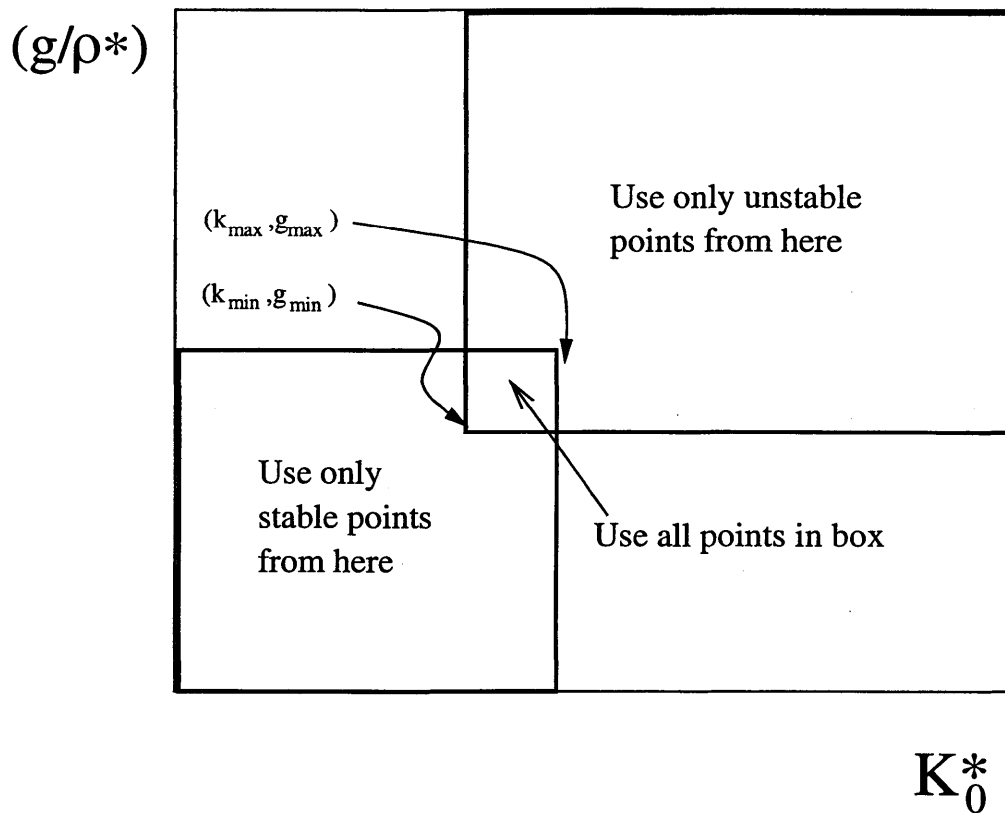 (g/ρ*)
Use only unstable
points from here
(k_max ,g_max )
(k_min ,g_min )
Use only
stable points
from here
Use all points in box
K_0^*